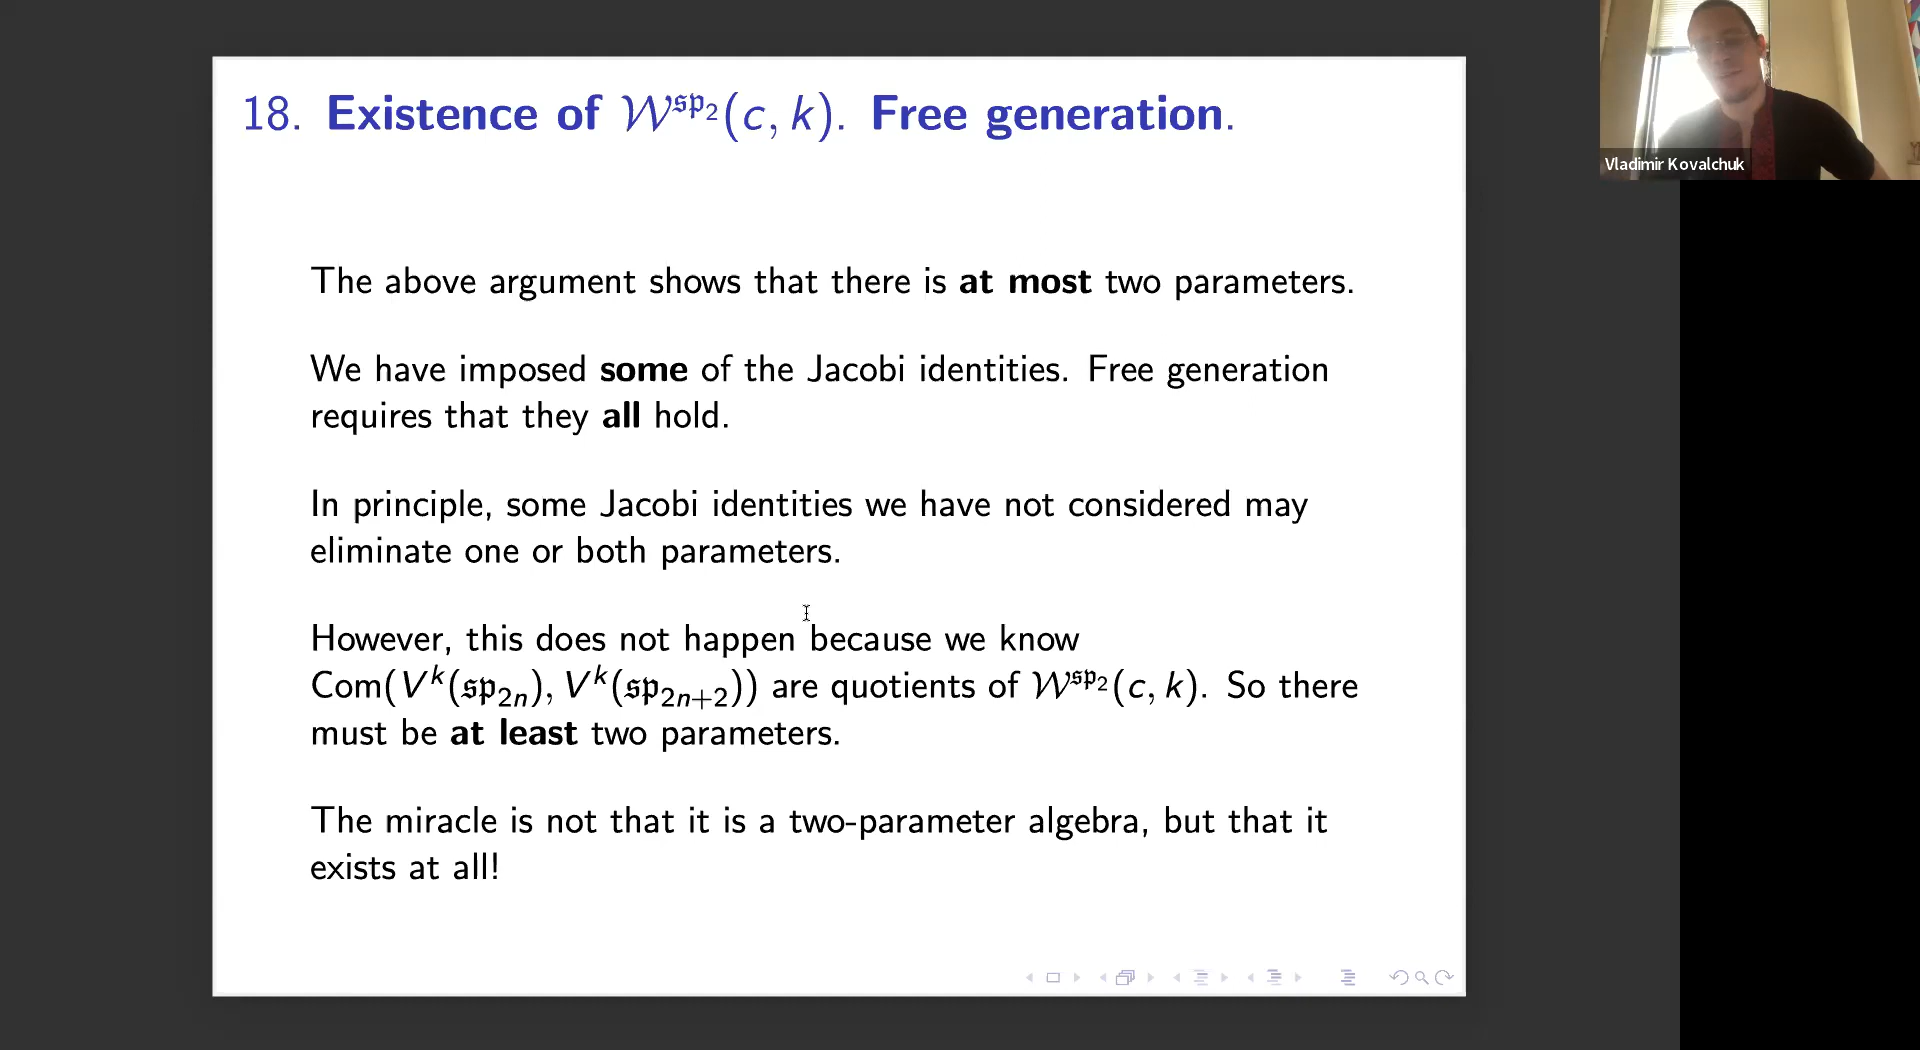 18. Existence of 𝒲^{𝔰𝔭₂}(c, k). Free generation.
Vladimir Kovalchuk
The above argument shows that there is at most two parameters.
We have imposed some of the Jacobi identities. Free generation
requires that they all hold.
In principle, some Jacobi identities we have not considered may
eliminate one or both parameters.
However, this does not happen because we know
Com(V^k(𝔰𝔭_{2n}), V^k(𝔰𝔭_{2n+2})) are quotients of 𝒲^{𝔰𝔭₂}(c, k). So there
must be at least two parameters.
The miracle is not that it is a two-parameter algebra, but that it
exists at all!